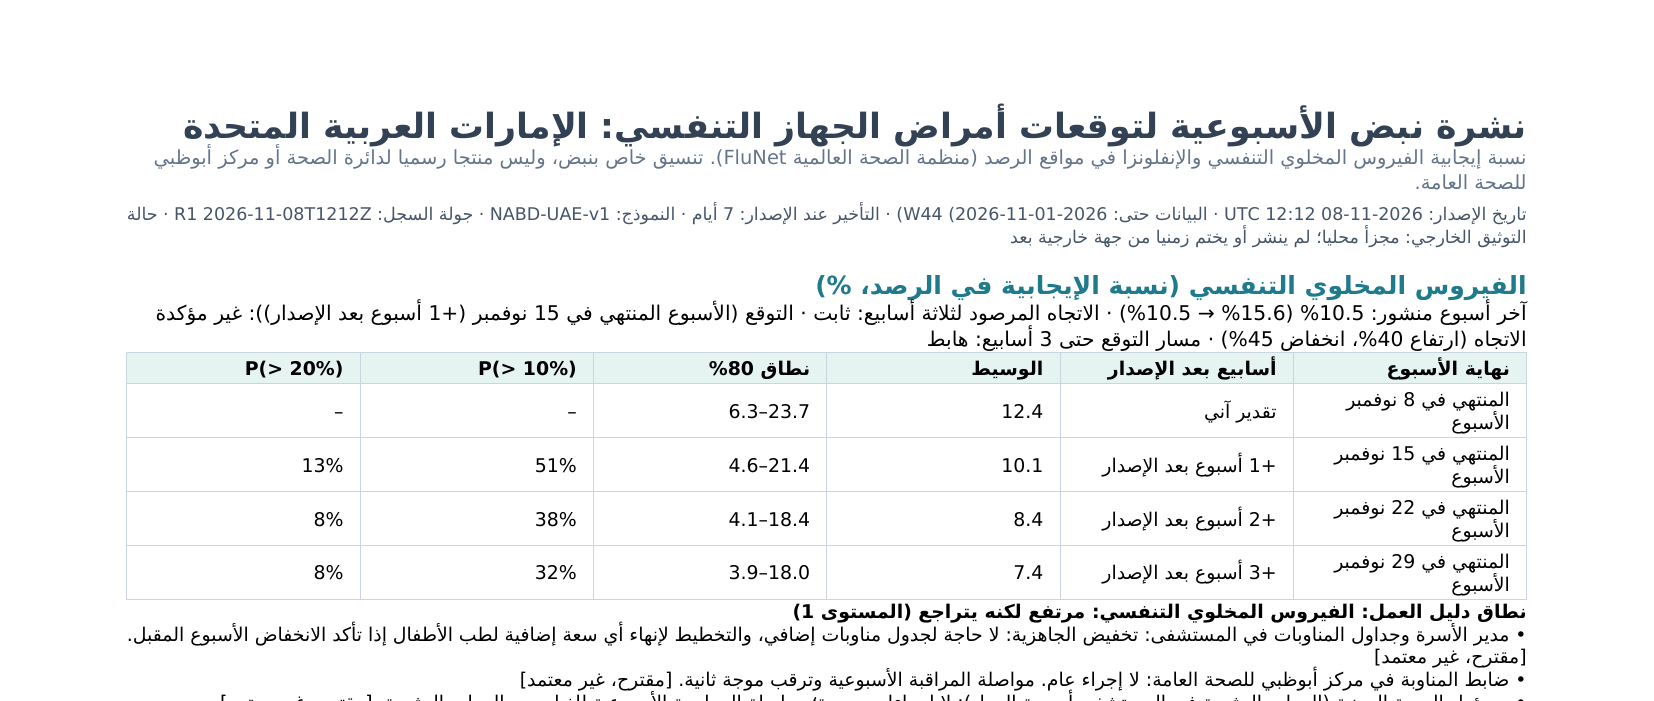 نشرة نبض الأسبوعية لتوقعات أمراض الجهاز التنفسي: الإمارات العربية المتحدة
نسبة إيجابية الفيروس المخلوي التنفسي والإنفلونزا في مواقع الرصد (منظمة الصحة العالمية FluNet). تنسيق خاص بنبض، وليس منتجا رسميا لدائرة الصحة أو مركز أبوظبي
للصحة العامة.
تاريخ الإصدار: 2026-11-08 12:12 UTC · البيانات حتى: 2026-W44 (2026-11-01) · التأخير عند الإصدار: 7 أيام · النموذج: NABD-UAE-v1 · جولة السجل: R1 2026-11-08T1212Z · حالة
التوثيق الخارجي: مجزأ محليا؛ لم ينشر أو يختم زمنيا من جهة خارجية بعد
الفيروس المخلوي التنفسي (نسبة الإيجابية في الرصد، %)
آخر أسبوع منشور: 10.5% (15.6% → 10.5%) · الاتجاه المرصود لثلاثة أسابيع: ثابت · التوقع (الأسبوع المنتهي في 15 نوفمبر (+1 أسبوع بعد الإصدار)): غير مؤكدة
الاتجاه (ارتفاع 40%، انخفاض 45%) · مسار التوقع حتى 3 أسابيع: هابط
نهاية الأسبوع أسابيع بعد الإصدار الوسيط نطاق 80% P(> 10%) P(> 20%)
المنتهي في 8 نوفمبر
الأسبوع
تقدير آني 12.4 6.3–23.7 – –
المنتهي في 15 نوفمبر
الأسبوع
+1 أسبوع بعد الإصدار 10.1 4.6–21.4 51% 13%
المنتهي في 22 نوفمبر
الأسبوع
+2 أسبوع بعد الإصدار 8.4 4.1–18.4 38% 8%
المنتهي في 29 نوفمبر
الأسبوع
+3 أسبوع بعد الإصدار 7.4 3.9–18.0 32% 8%
نطاق دليل العمل: الفيروس المخلوي التنفسي: مرتفع لكنه يتراجع (المستوى 1)
• مدير الأسرة وجداول المناوبات في المستشفى: تخفيض الجاهزية: لا حاجة لجدول مناوبات إضافي، والتخطيط لإنهاء أي سعة إضافية لطب الأطفال إذا تأكد الانخفاض الأسبوع المقبل.
[مقترح، غير معتمد]
• ضابط المناوبة في مركز أبوظبي للصحة العامة: لا إجراء عام. مواصلة المراقبة الأسبوعية وترقب موجة ثانية. [مقترح، غير معتمد]